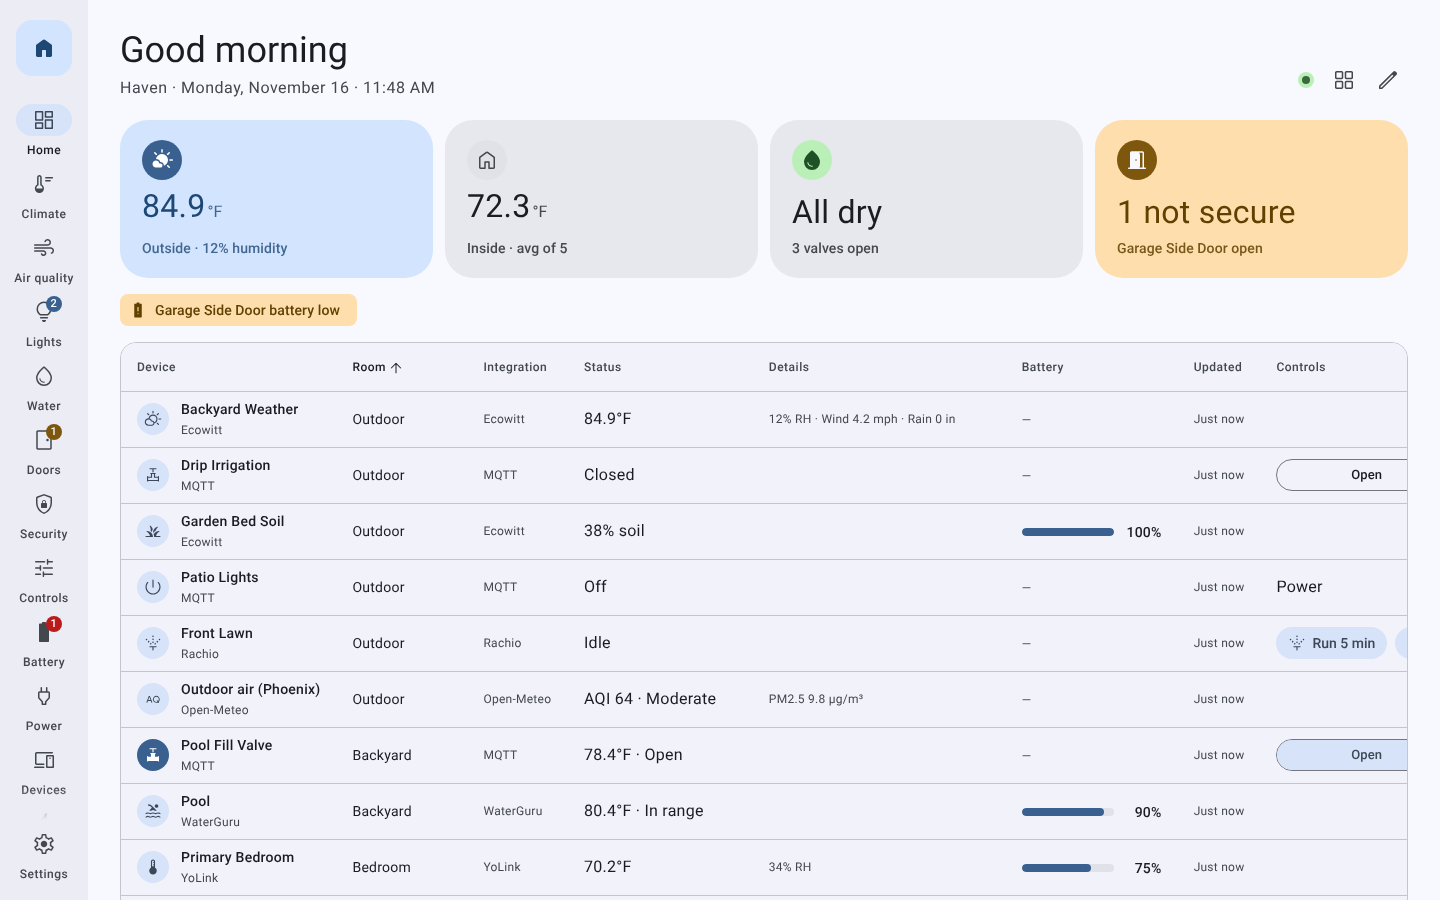 Good morning
Haven · Monday, November 16 · 11:48 AM
Home
Climate
Air quality
2
Lights
Water
1
Doors
Security
Controls
1
Battery
Power
Devices
Settings
84.9°F
Outside · 12% humidity
72.3°F
Inside · avg of 5
All dry
3 valves open
1 not secure
Garage Side Door open
Garage Side Door battery low
Device Room Integration Status Details Battery Updated Controls
Backyard Weather
Ecowitt
Outdoor Ecowitt 84.9°F 12% RH · Wind 4.2 mph · Rain 0 in – Just now
Drip Irrigation
MQTT
Outdoor MQTT Closed – Just now Open
Garden Bed Soil
Ecowitt
Outdoor Ecowitt 38% soil 100% Just now
Patio Lights
MQTT
Outdoor MQTT Off – Just now Power
Front Lawn
Rachio
Outdoor Rachio Idle – Just now Run 5 min
AQ
Outdoor air (Phoenix)
Open-Meteo
Outdoor Open-Meteo AQI 64 · Moderate PM2.5 9.8 µg/m³ – Just now
Pool Fill Valve
MQTT
Backyard MQTT 78.4°F · Open – Just now Open
Pool
WaterGuru
Backyard WaterGuru 80.4°F · In range 90% Just now
Primary Bedroom
YoLink
Bedroom YoLink 70.2°F 34% RH 75% Just now